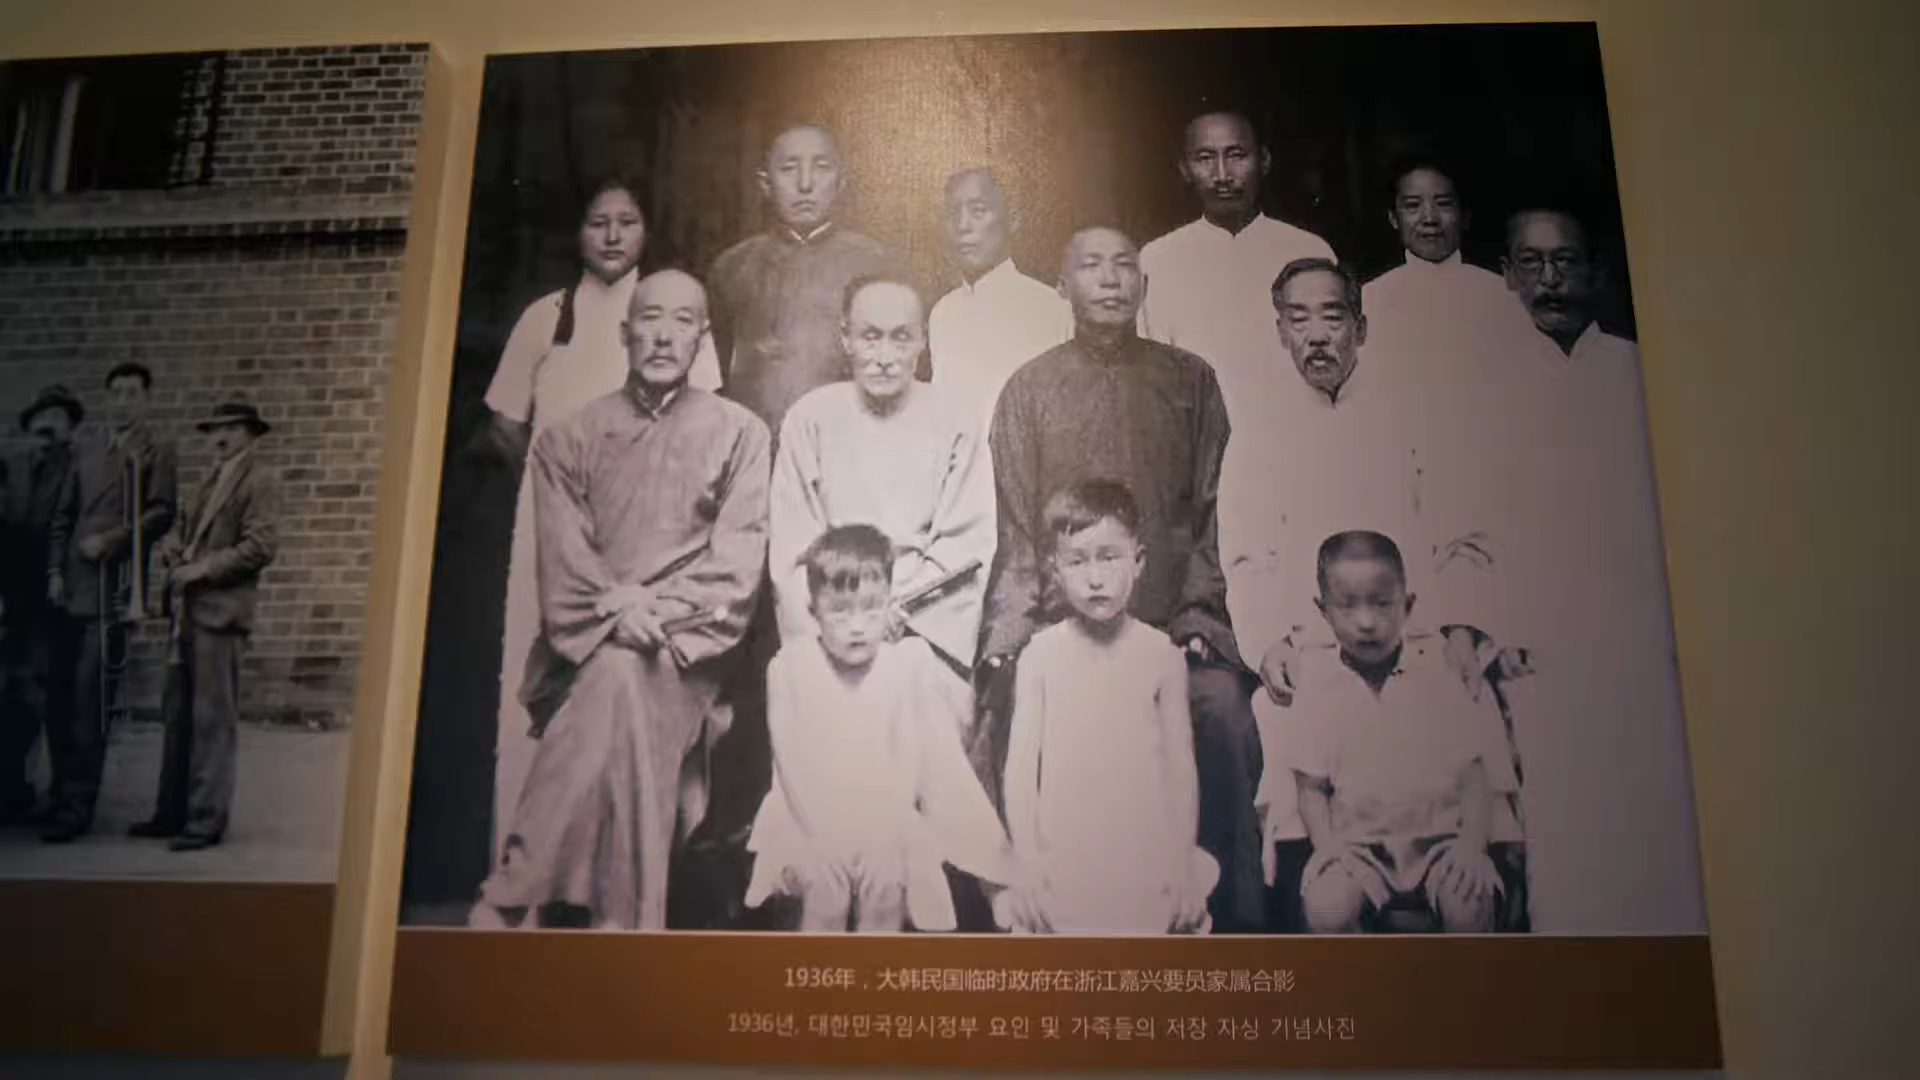 1936年，大韩民国临时政府在浙江嘉兴要员家属合影
1936년, 대한민국임시정부 요인 및 가족들의 저장 자싱 기념사진